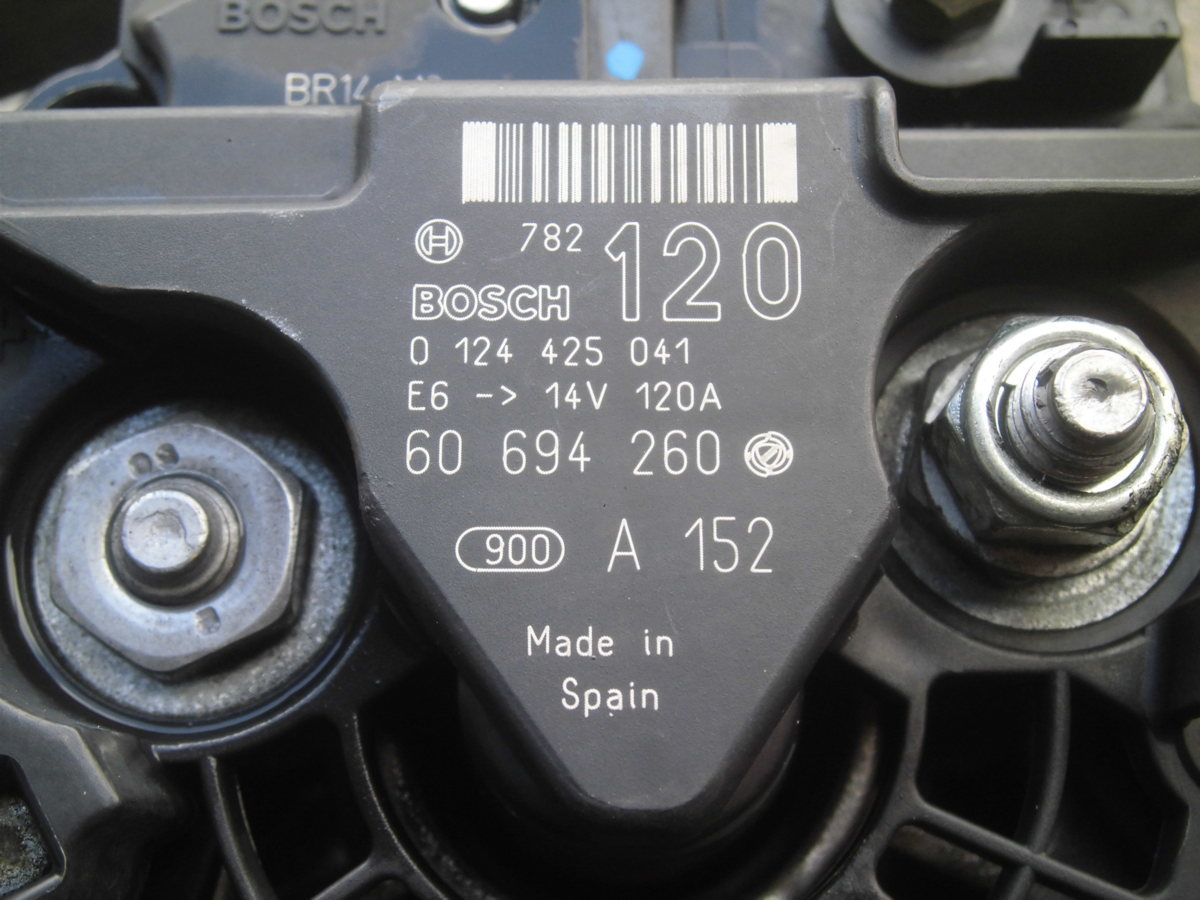 BOSCH
BR14
782 120
BOSCH
0 124 425 041
E6 -> 14V 120A
60 694 260
900 A 152
Made in
Spain